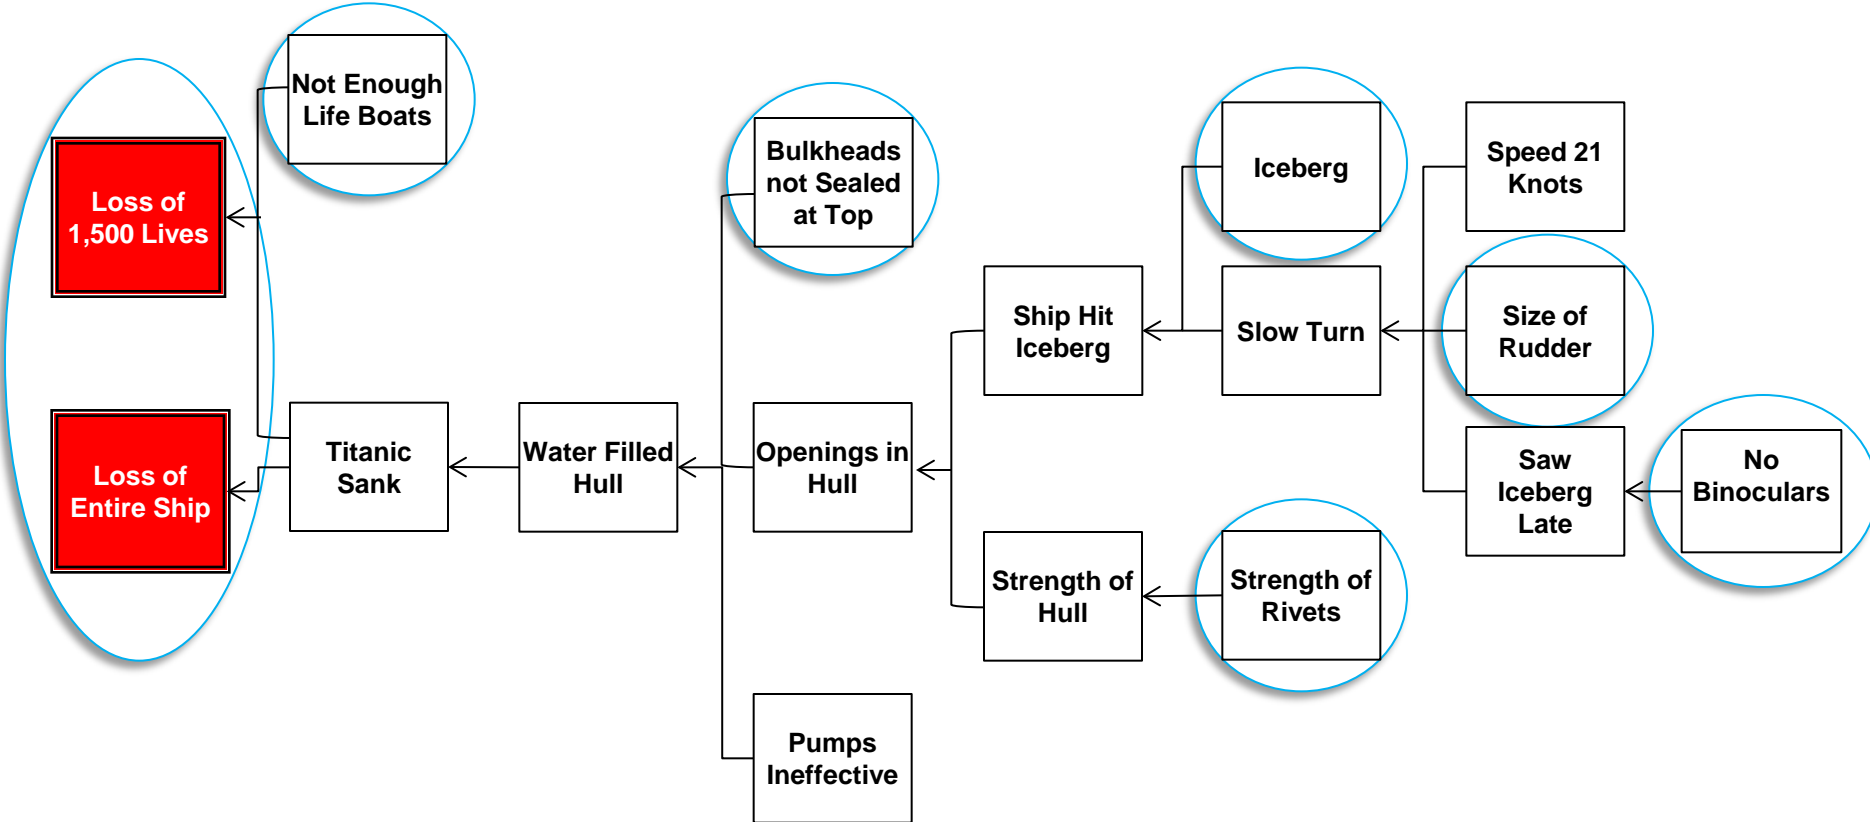 Not Enough
Life Boats
Loss of
1,500 Lives
Loss of
Entire Ship
Titanic
Sank
Water Filled
Hull
Bulkheads
not Sealed
at Top
Openings in
Hull
Pumps
Ineffective
Ship Hit
Iceberg
Strength of
Hull
Iceberg
Slow Turn
Strength of
Rivets
Speed 21
Knots
Size of
Rudder
Saw
Iceberg
Late
No
Binoculars